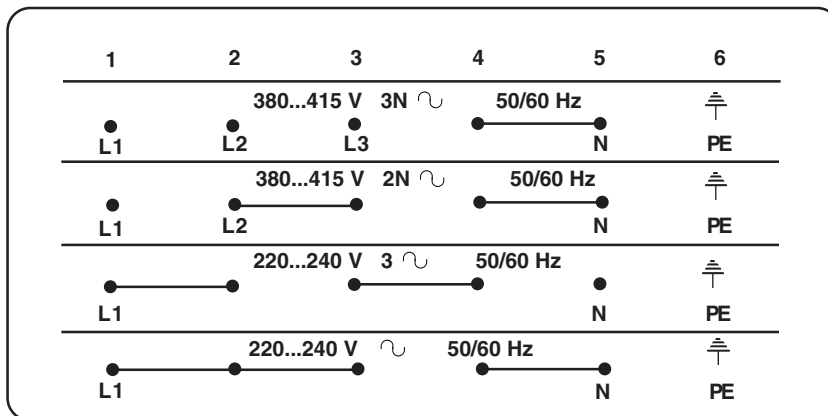 1 2 3 4 5 6
380...415 V 3N 50/60 Hz
L1 L2 L3 N PE
380...415 V 2N 50/60 Hz
L1 L2 N PE
220...240 V 3 50/60 Hz
L1 N PE
220...240 V 50/60 Hz
L1 N PE